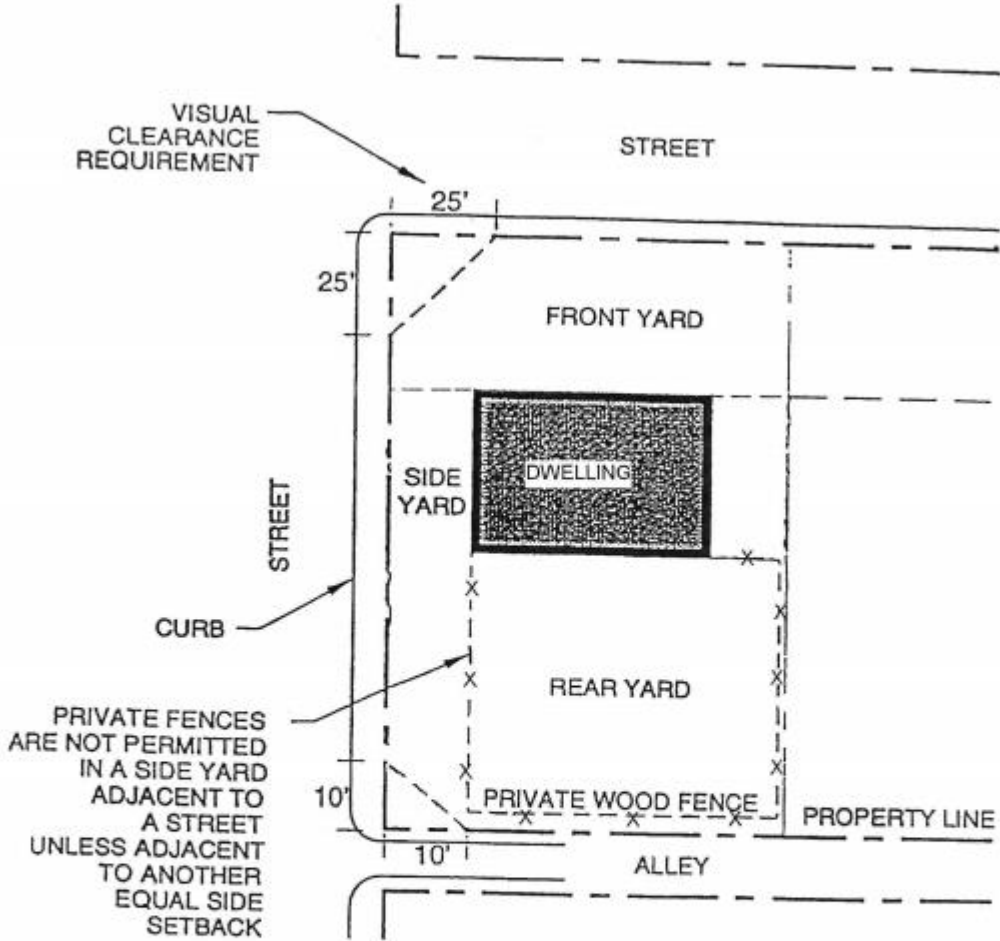 VISUAL
CLEARANCE
REQUIREMENT
STREET
25'
25'
FRONT YARD
SIDE
YARD
DWELLING
STREET
CURB
REAR YARD
PRIVATE FENCES
ARE NOT PERMITTED
IN A SIDE YARD
ADJACENT TO
A STREET
UNLESS ADJACENT
TO ANOTHER
EQUAL SIDE
SETBACK
10'
10'
PRIVATE WOOD FENCE
PROPERTY LINE
ALLEY